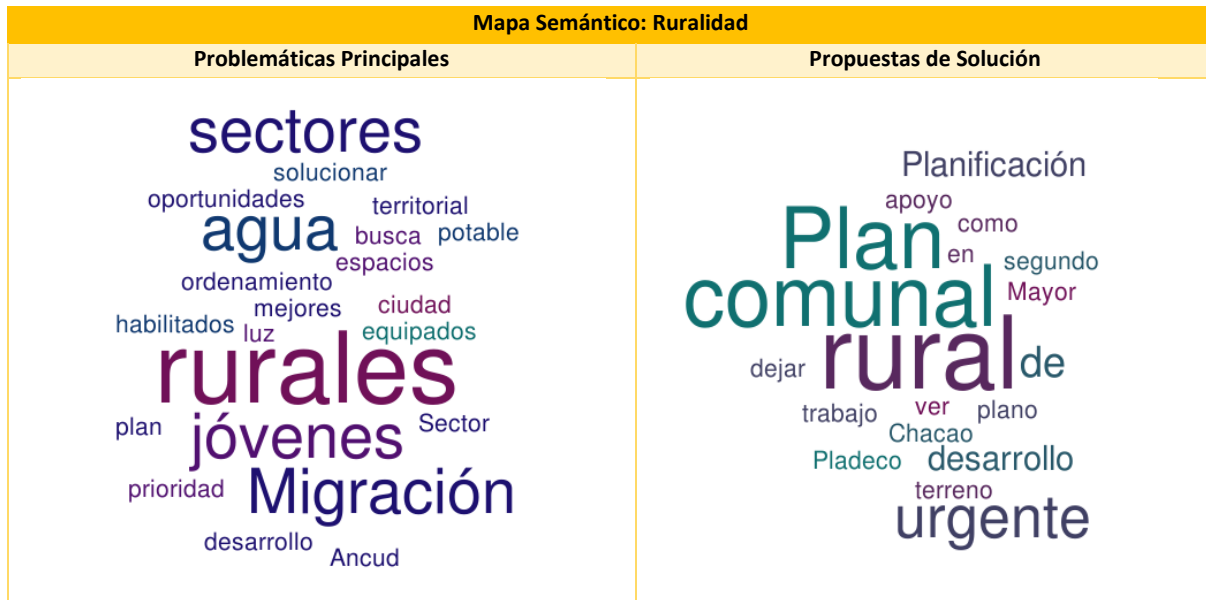 Mapa Semántico: Ruralidad
Problemáticas Principales
Propuestas de Solución
sectores
solucionar
oportunidades
territorial
agua
busca
potable
espacios
ordenamiento
mejores
ciudad
habilitados
luz
equipados
rurales
plan
jóvenes
Sector
prioridad
Migración
desarrollo
Ancud
Planificación
apoyo
Plan
como
en
segundo
comunal
Mayor
rural
de
dejar
trabajo
ver
plano
Chacao
Pladeco
desarrollo
terreno
urgente